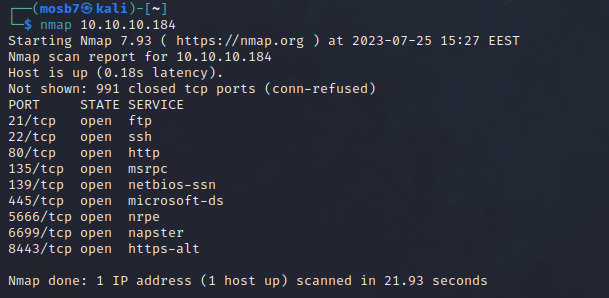 ┌──(mosb7㉿kali)-[~]
└─$ nmap 10.10.10.184
Starting Nmap 7.93 ( https://nmap.org ) at 2023-07-25 15:27 EEST
Nmap scan report for 10.10.10.184
Host is up (0.18s latency).
Not shown: 991 closed tcp ports (conn-refused)
PORT     STATE SERVICE
21/tcp   open  ftp
22/tcp   open  ssh
80/tcp   open  http
135/tcp  open  msrpc
139/tcp  open  netbios-ssn
445/tcp  open  microsoft-ds
5666/tcp open  nrpe
6699/tcp open  napster
8443/tcp open  https-alt
Nmap done: 1 IP address (1 host up) scanned in 21.93 seconds